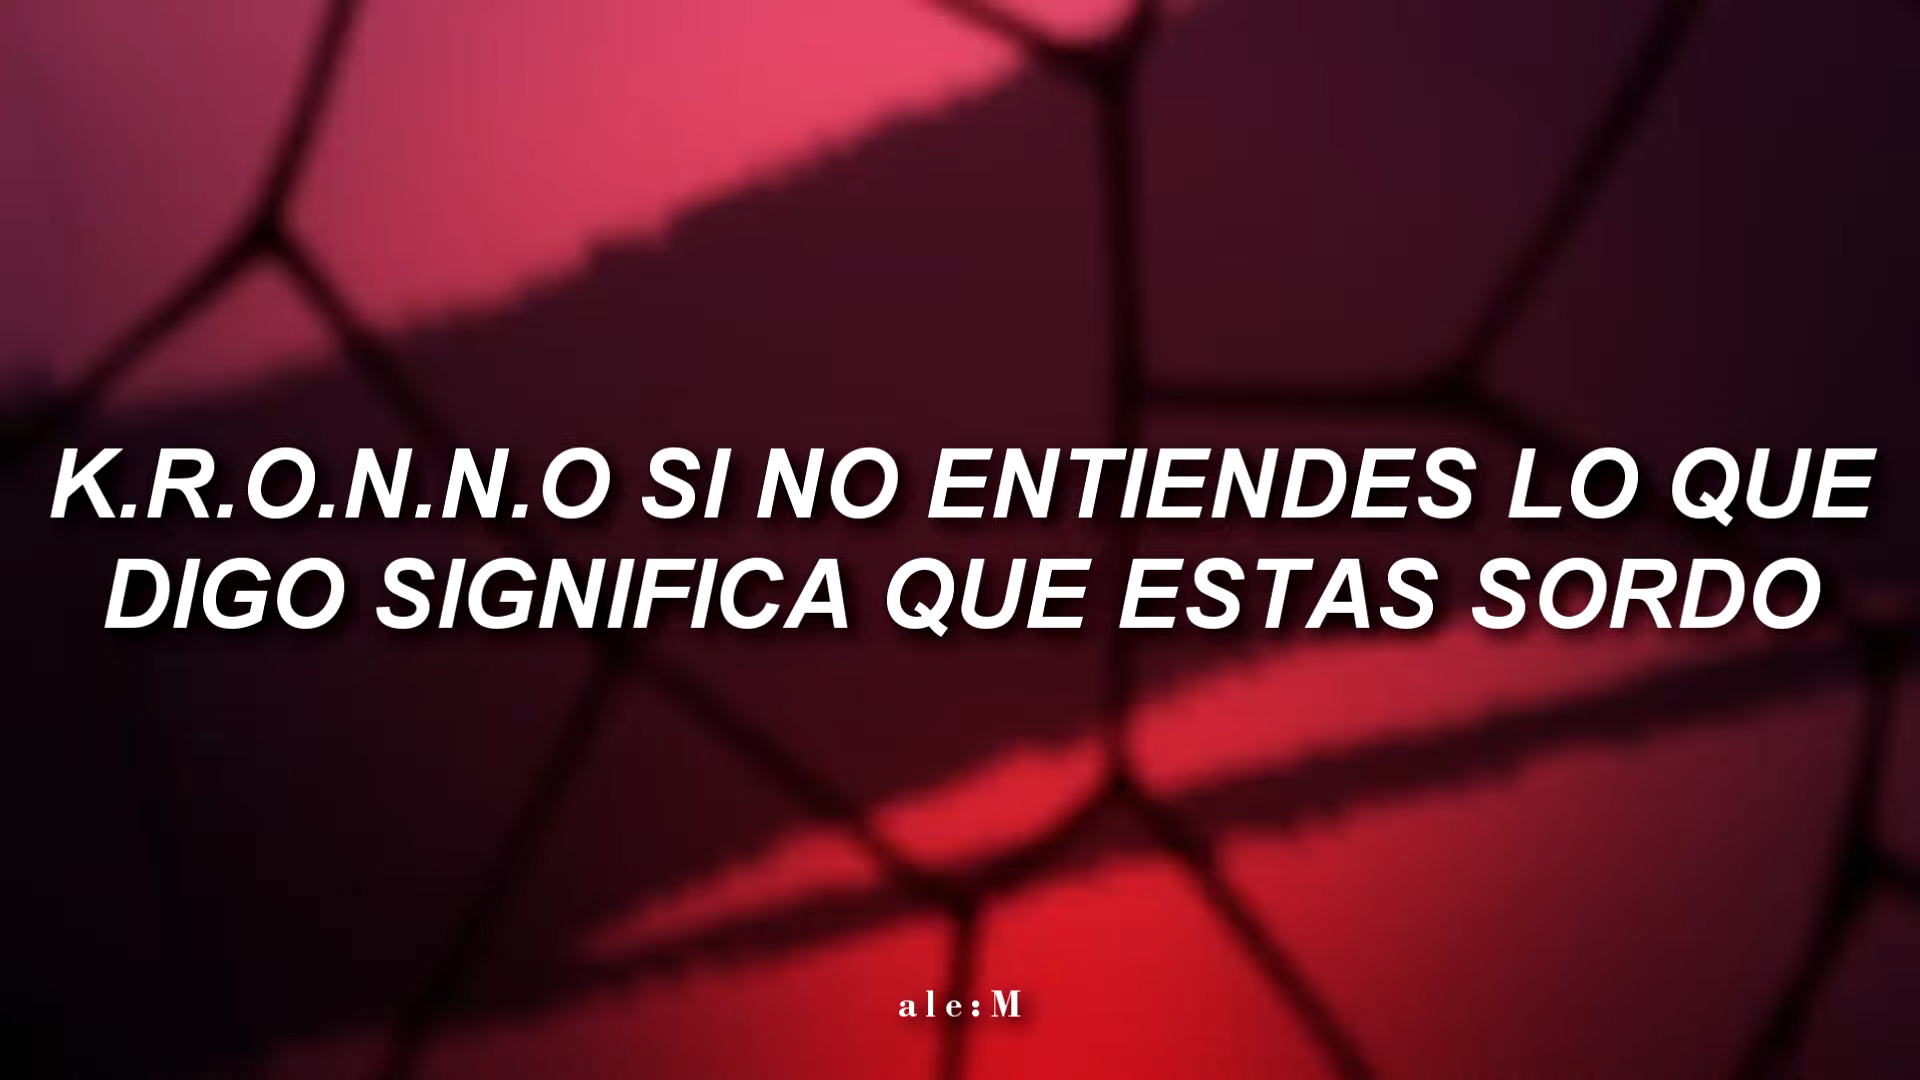 K.R.O.N.N.O SI NO ENTIENDES LO QUE
DIGO SIGNIFICA QUE ESTAS SORDO
ale:M